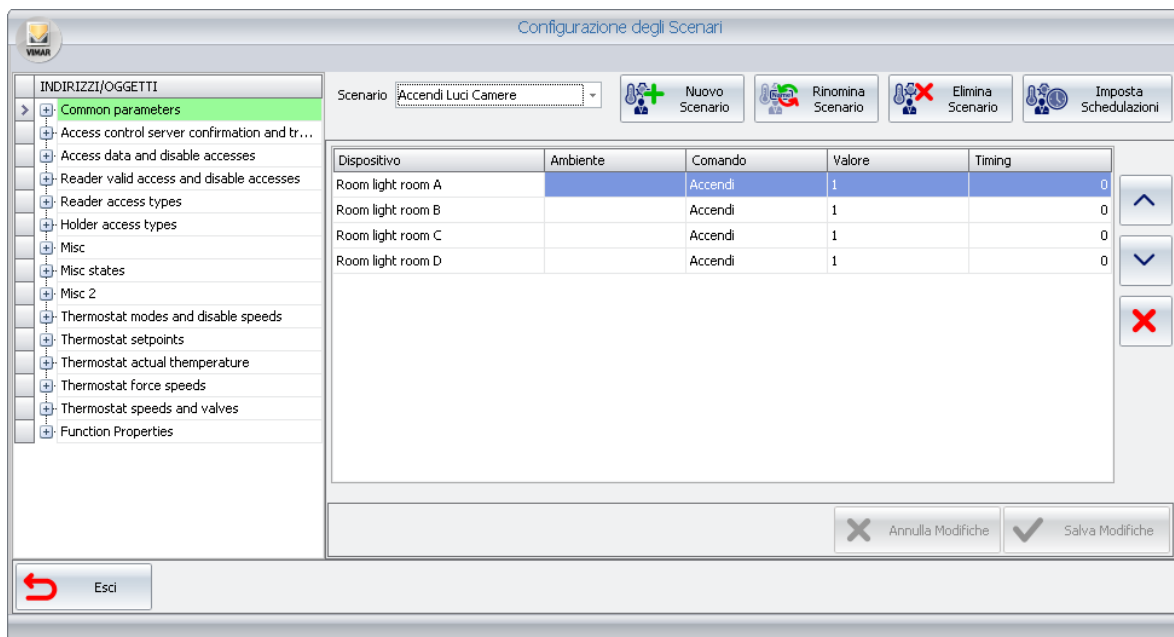 Configurazione degli Scenari
VIMAR
INDIRIZZI/OGGETTI
Common parameters
Access control server confirmation and tr...
Access data and disable accesses
Reader valid access and disable accesses
Reader access types
Holder access types
Misc
Misc states
Misc 2
Thermostat modes and disable speeds
Thermostat setpoints
Thermostat actual themperature
Thermostat force speeds
Thermostat speeds and valves
Function Properties
Scenario Accendi Luci Camere
Nuovo
Scenario
Rinomina
Scenario
Elimina
Scenario
Imposta
Schedulazioni
Dispositivo Ambiente Comando Valore Timing
Room light room A Accendi 1 0
Room light room B Accendi 1 0
Room light room C Accendi 1 0
Room light room D Accendi 1 0
Annulla Modifiche Salva Modifiche
Esci